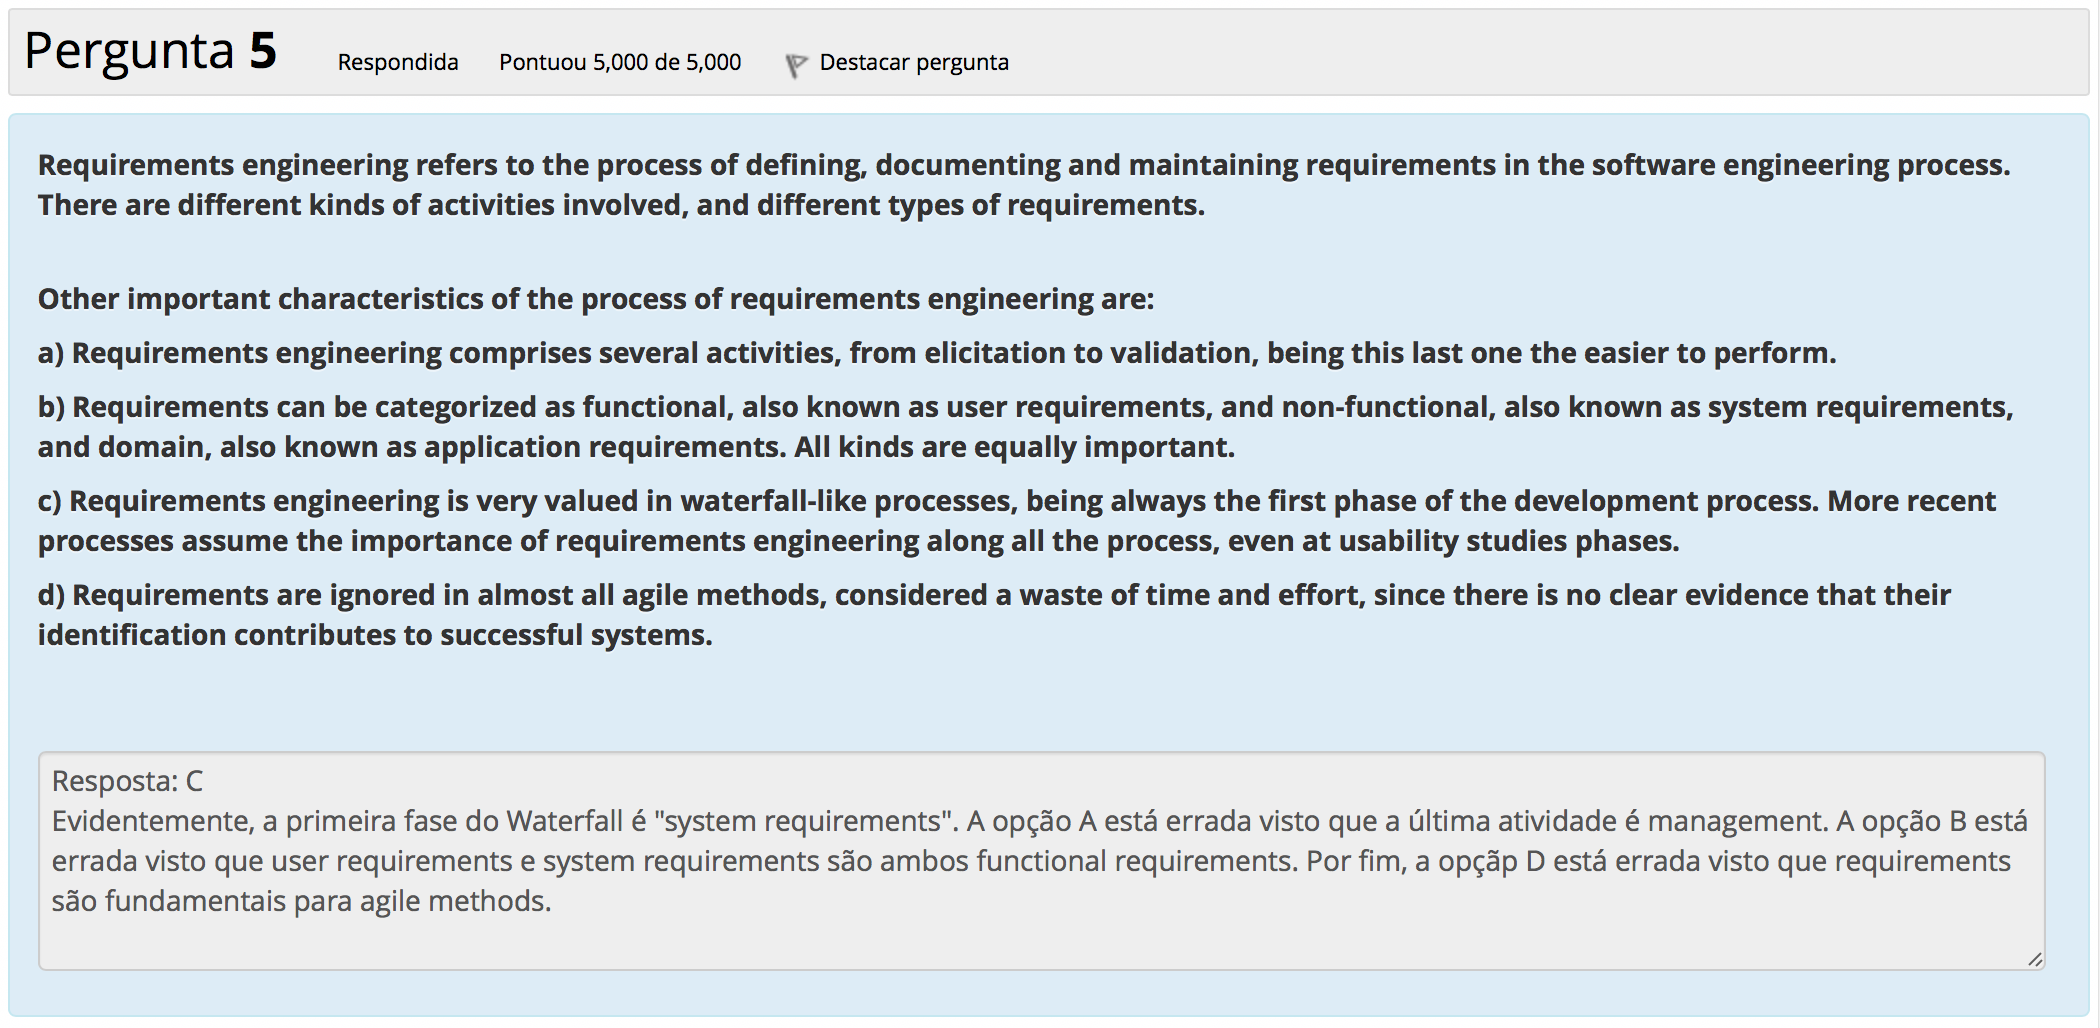 Pergunta 5 Respondida Pontuou 5,000 de 5,000 Destacar pergunta
Requirements engineering refers to the process of defining, documenting and maintaining requirements in the software engineering process.
There are different kinds of activities involved, and different types of requirements.
Other important characteristics of the process of requirements engineering are:
a) Requirements engineering comprises several activities, from elicitation to validation, being this last one the easier to perform.
b) Requirements can be categorized as functional, also known as user requirements, and non-functional, also known as system requirements,
and domain, also known as application requirements. All kinds are equally important.
c) Requirements engineering is very valued in waterfall-like processes, being always the first phase of the development process. More recent
processes assume the importance of requirements engineering along all the process, even at usability studies phases.
d) Requirements are ignored in almost all agile methods, considered a waste of time and effort, since there is no clear evidence that their
identification contributes to successful systems.
Resposta: C
Evidentemente, a primeira fase do Waterfall é "system requirements". A opção A está errada visto que a última atividade é management. A opção B está
errada visto que user requirements e system requirements são ambos functional requirements. Por fim, a opçãp D está errada visto que requirements
são fundamentais para agile methods.